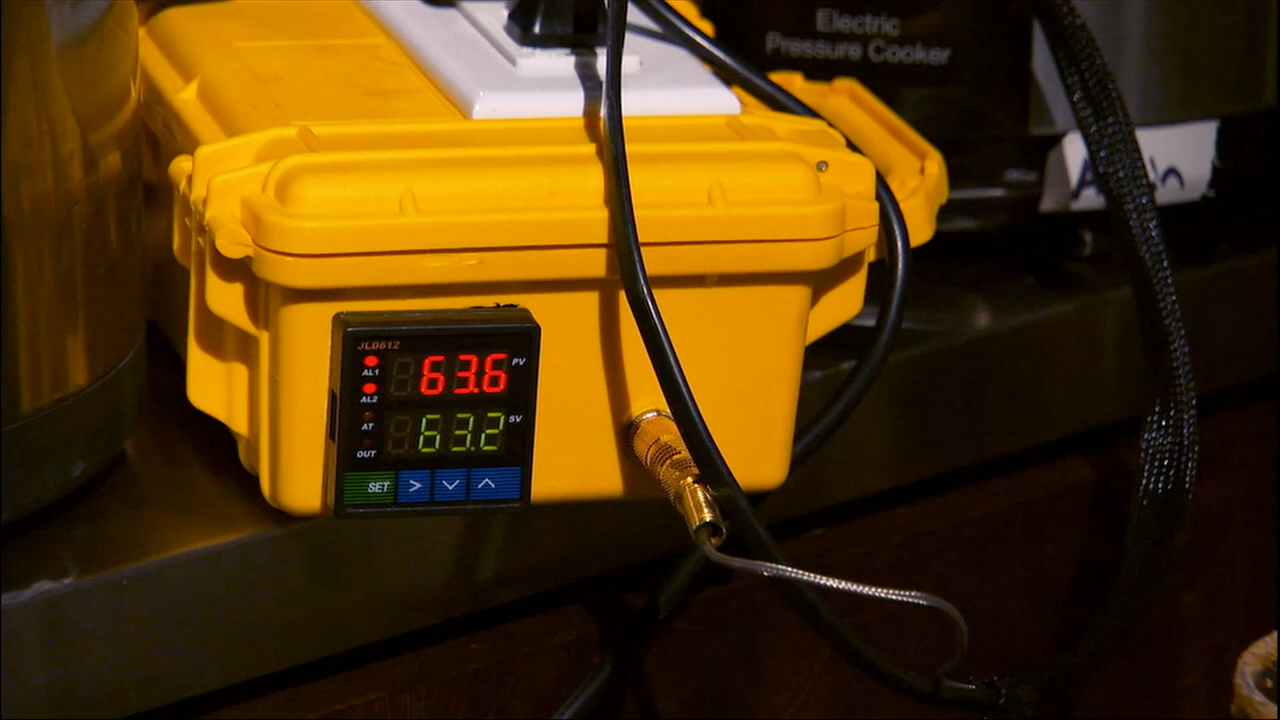 Electric
Pressure Cooker
JLD612
AL1
63.6 PV
AL2
AT
63.2 SV
OUT
SET > ∨ ∧